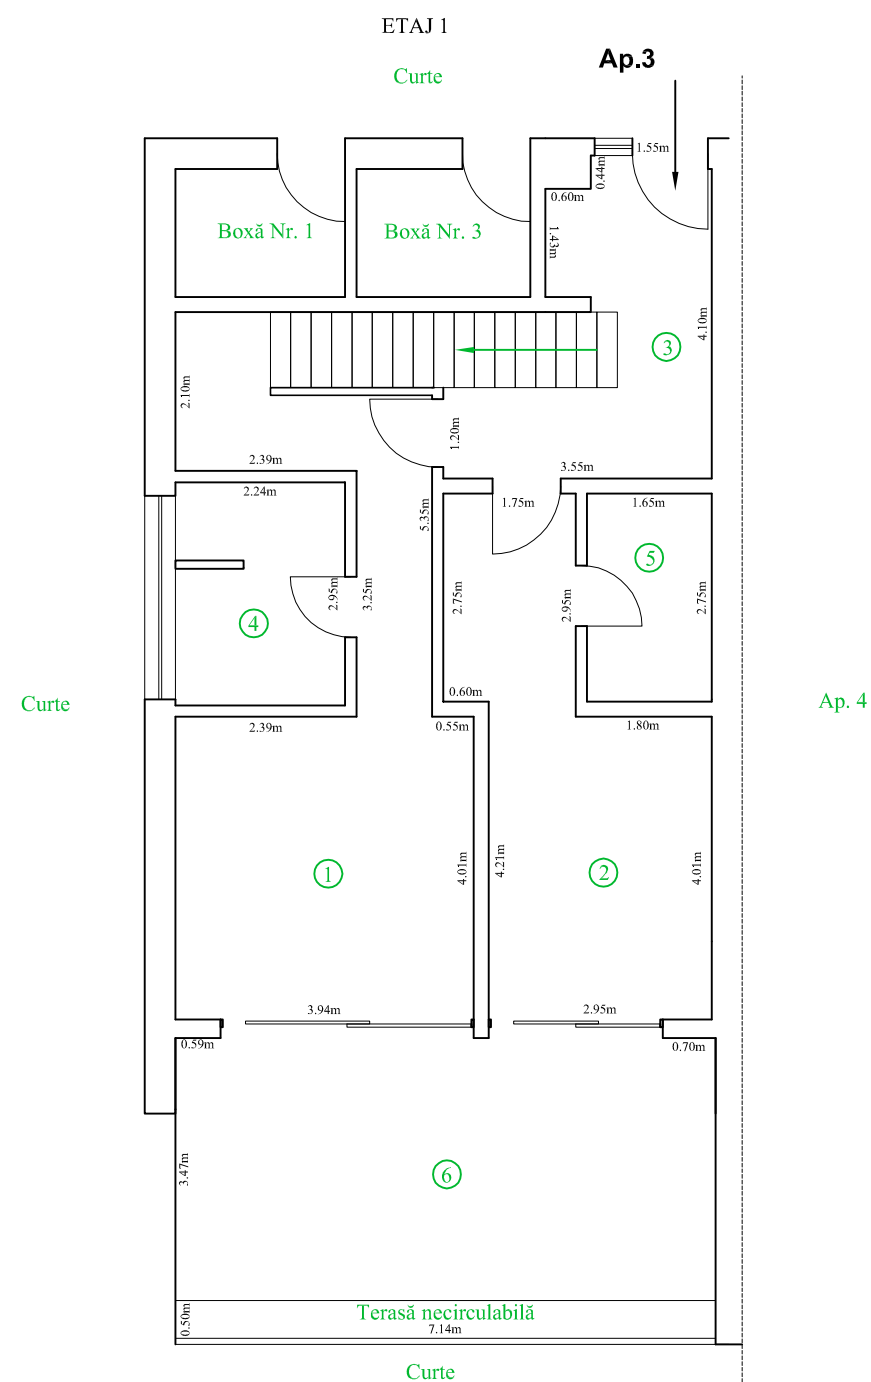 ETAJ 1
Curte
Ap.3
1.55m
0.44m
0.60m
Boxă Nr. 1
Boxă Nr. 3
1.43m
4.10m
3
2.10m
1.20m
2.39m
3.55m
2.24m
5.35m
1.75m
1.65m
5
2.95m
3.25m
2.75m
2.95m
2.75m
4
0.60m
Curte
Ap. 4
2.39m
0.55m
1.80m
1
4.01m
4.21m
2
4.01m
3.94m
2.95m
0.59m
0.70m
3.47m
6
0.50m
Terasă necirculabilă
7.14m
Curte